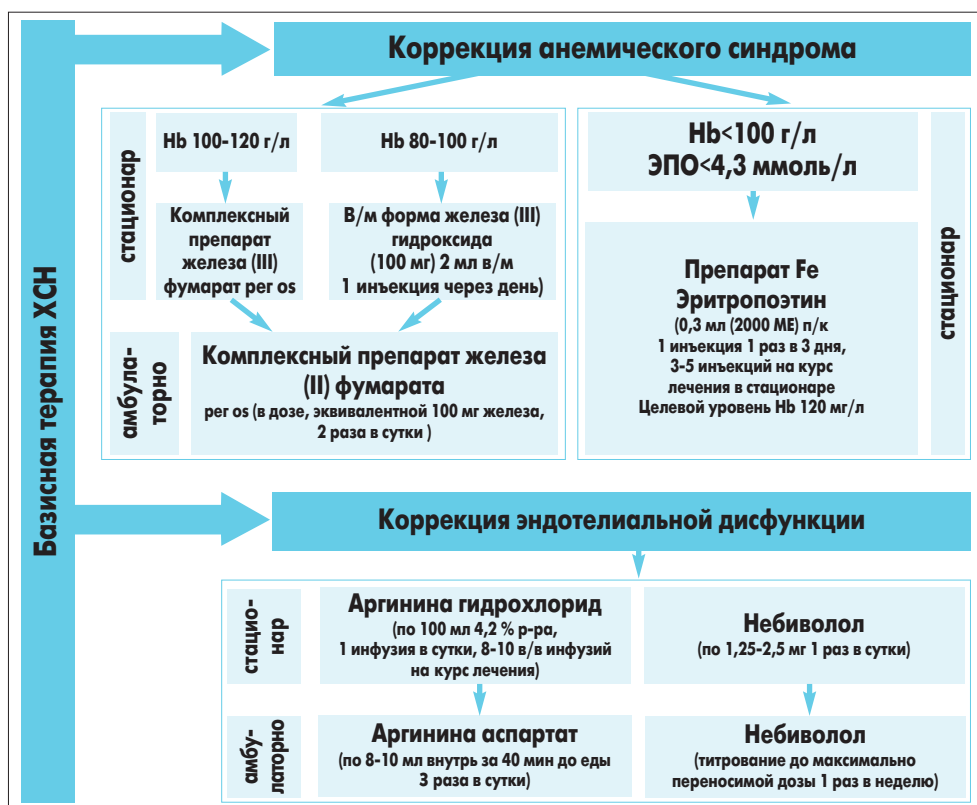 Базисная терапия ХСН
Коррекция анемического синдрома
стационар
Hb 100-120 г/л
Hb 80-100 г/л
Комплексный
препарат
железа (III)
фумарат per os
В/м форма железа (III)
гидроксида
(100 мг) 2 мл в/м
1 инъекция через день)
амбула-
торно
Комплексный препарат железа
(II) фумарата
per os (в дозе, эквивалентной 100 мг железа,
2 раза в сутки )
Hb<100 г/л
ЭПО<4,3 ммоль/л
Препарат Fe
Эритропоэтин
(0,3 мл (2000 МЕ) п/к
1 инъекция 1 раз в 3 дня,
3-5 инъекций на курс
лечения в стационаре
Целевой уровень Hb 120 мг/л
стационар
Коррекция эндотелиальной дисфункции
стацио-
нар
Аргинина гидрохлорид
(по 100 мл 4,2 % р-ра,
1 инфузия в сутки, 8-10 в/в инфузий
на курс лечения)
Небиволол
(по 1,25-2,5 мг 1 раз в сутки)
амбу-
латорно
Аргинина аспартат
(по 8-10 мл внутрь за 40 мин до еды
3 раза в сутки)
Небиволол
(титрование до максимально
переносимой дозы 1 раз в неделю)